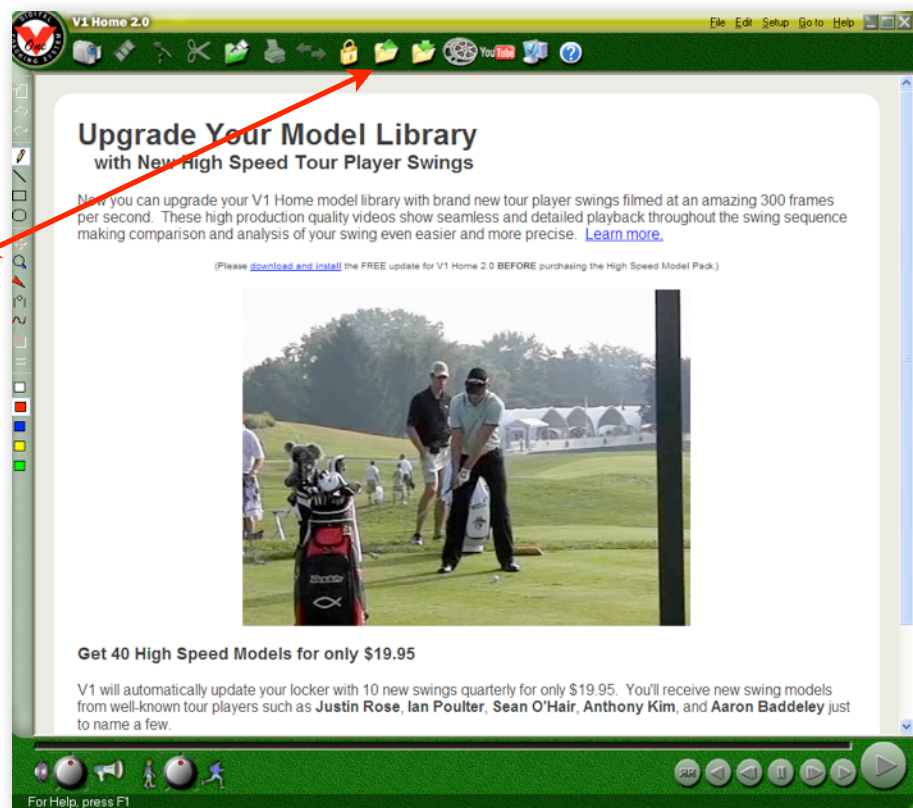 V1 Home 2.0
File Edit Setup Go to Help
YouTube
Upgrade Your Model Library
with New High Speed Tour Player Swings
Now you can upgrade your V1 Home model library with brand new tour player swings filmed at an amazing 300 frames
per second. These high production quality videos show seamless and detailed playback throughout the swing sequence
making comparison and analysis of your swing even easier and more precise. Learn more.
(Please download and install the FREE update for V1 Home 2.0 BEFORE purchasing the High Speed Model Pack.)
Get 40 High Speed Models for only $19.95
V1 will automatically update your locker with 10 new swings quarterly for only $19.95. You'll receive new swing models
from well-known tour players such as Justin Rose, Ian Poulter, Sean O'Hair, Anthony Kim, and Aaron Baddeley just
to name a few.
For Help, press F1